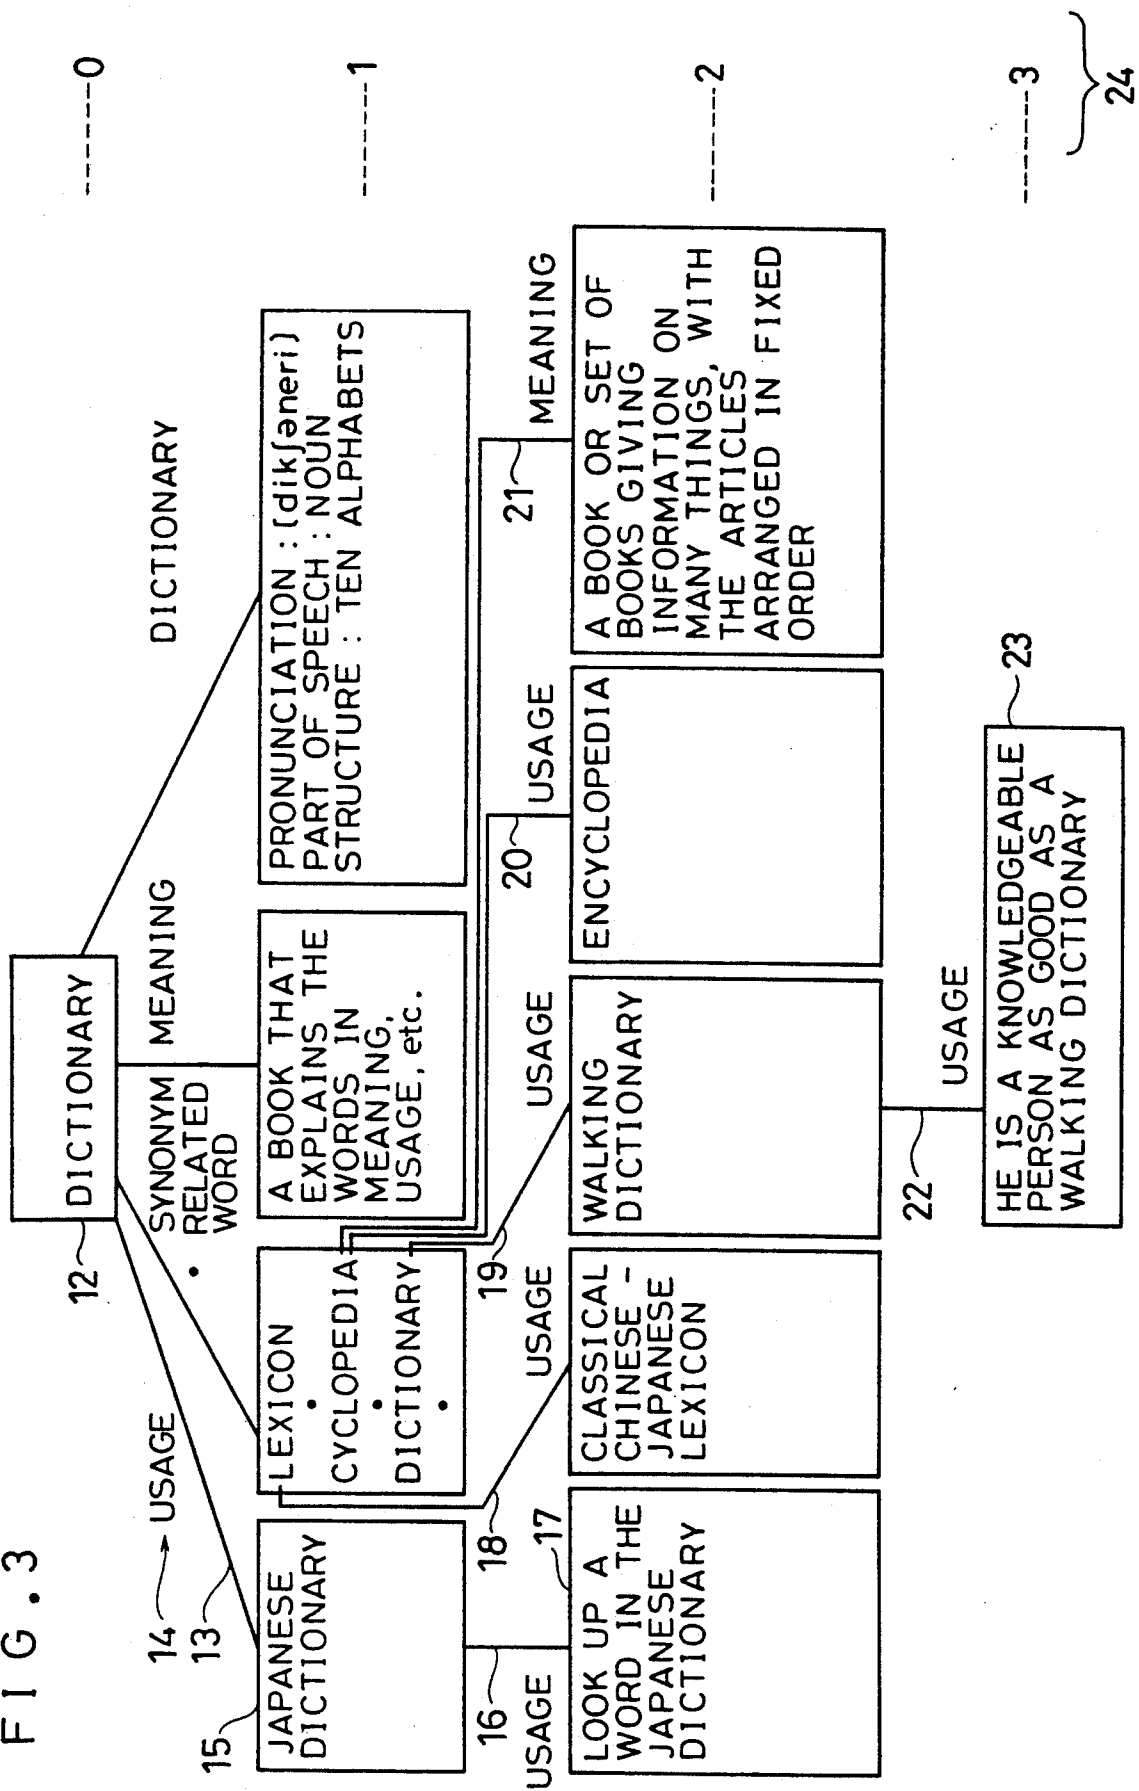 FIG.3
12
DICTIONARY
0
14
USAGE
13
SYNONYM
RELATED
WORD
MEANING
DICTIONARY
15
JAPANESE
DICTIONARY
LEXICON
CYCLOPEDIA
DICTIONARY
A BOOK THAT
EXPLAINS THE
WORDS IN
MEANING,
USAGE, etc.
PRONUNCIATION : [dikʃəneri]
PART OF SPEECH : NOUN
STRUCTURE : TEN ALPHABETS
1
USAGE
16
17
18
USAGE
19
USAGE
20
USAGE
21
MEANING
LOOK UP A
WORD IN THE
JAPANESE
DICTIONARY
CLASSICAL
CHINESE -
JAPANESE
LEXICON
WALKING
DICTIONARY
ENCYCLOPEDIA
A BOOK OR SET OF
BOOKS GIVING
INFORMATION ON
MANY THINGS, WITH
THE ARTICLES
ARRANGED IN FIXED
ORDER
2
22
USAGE
23
HE IS A KNOWLEDGEABLE
PERSON AS GOOD AS A
WALKING DICTIONARY
3
24